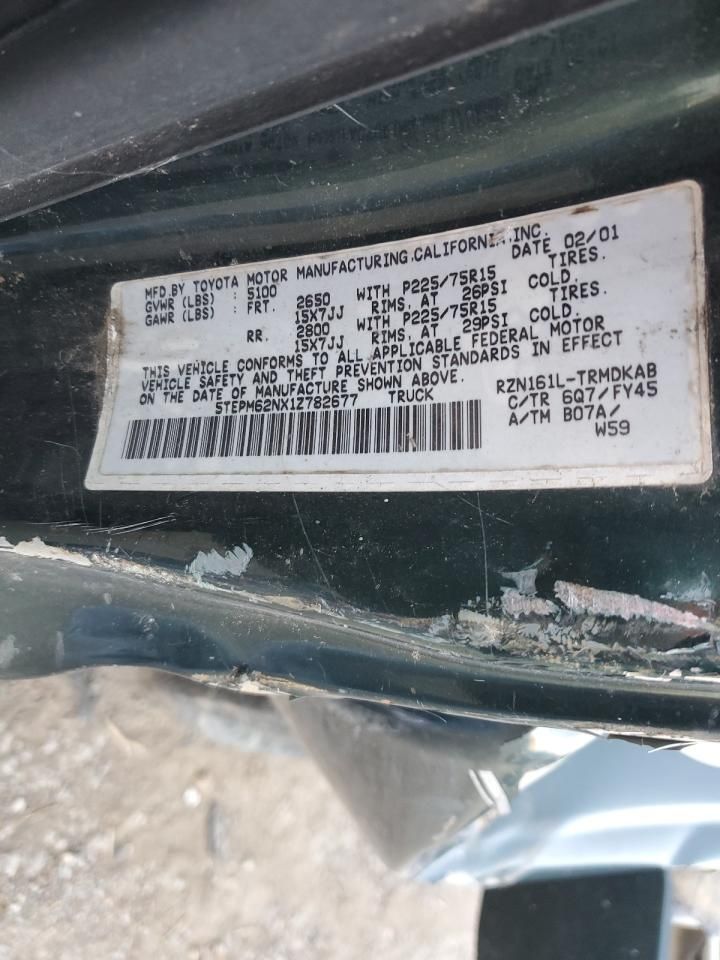 MFD.BY TOYOTA MOTOR MANUFACTURING.CALIFORNIA.INC.
GVWR (LBS) : 5100 DATE 02/01
GAWR (LBS) : FRT. 2650 WITH P225/75R15 TIRES.
15X7JJ RIMS. AT 26PSI COLD.
RR. 2800 WITH P225/75R15 TIRES.
15X7JJ RIMS. AT 29PSI COLD.
THIS VEHICLE CONFORMS TO ALL APPLICABLE FEDERAL MOTOR
VEHICLE SAFETY AND THEFT PREVENTION STANDARDS IN EFFECT
ON THE DATE OF MANUFACTURE SHOWN ABOVE.
5TEPM62NX1Z782677 TRUCK RZN161L-TRMDKAB
C/TR 6Q7/FY45
A/TM B07A/
W59